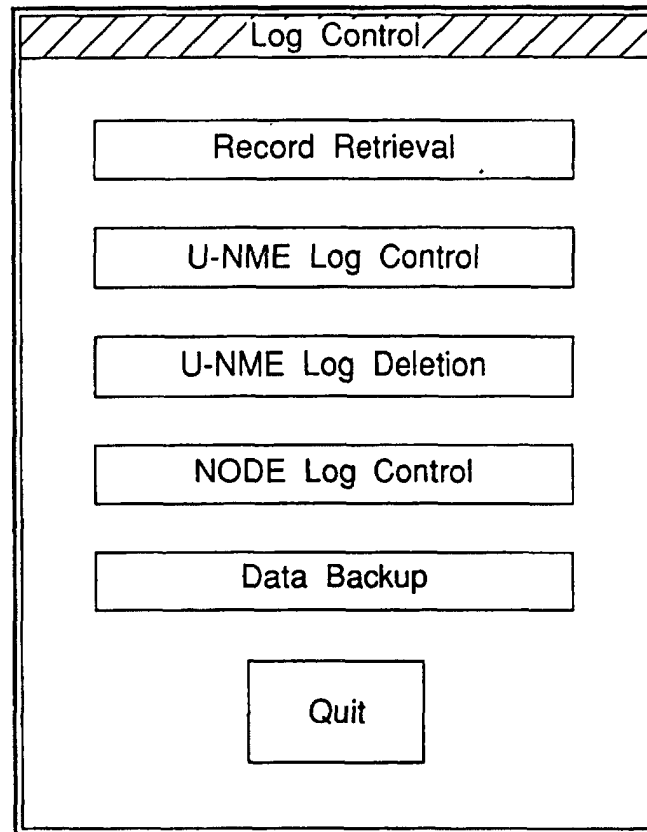 Log Control
Record Retrieval
U-NME Log Control
U-NME Log Deletion
NODE Log Control
Data Backup
Quit